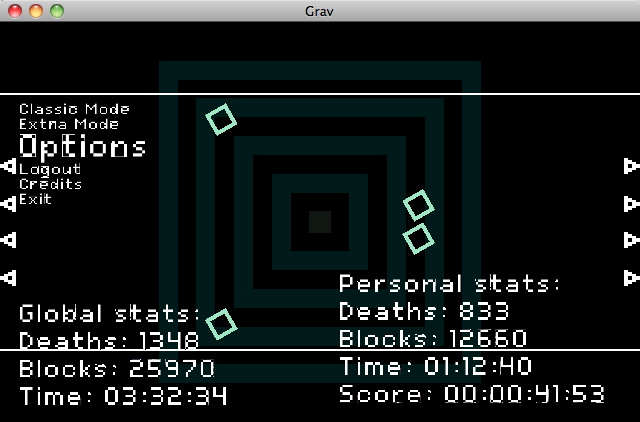 Grav
Classic Mode
Extra Mode
Options
Logout
Credits
Exit
Global stats:
Deaths: 1348
Blocks: 25970
Time: 03:32:34
Personal stats:
Deaths: 833
Blocks: 12660
Time: 01:12:40
Score: 00:00:41:53